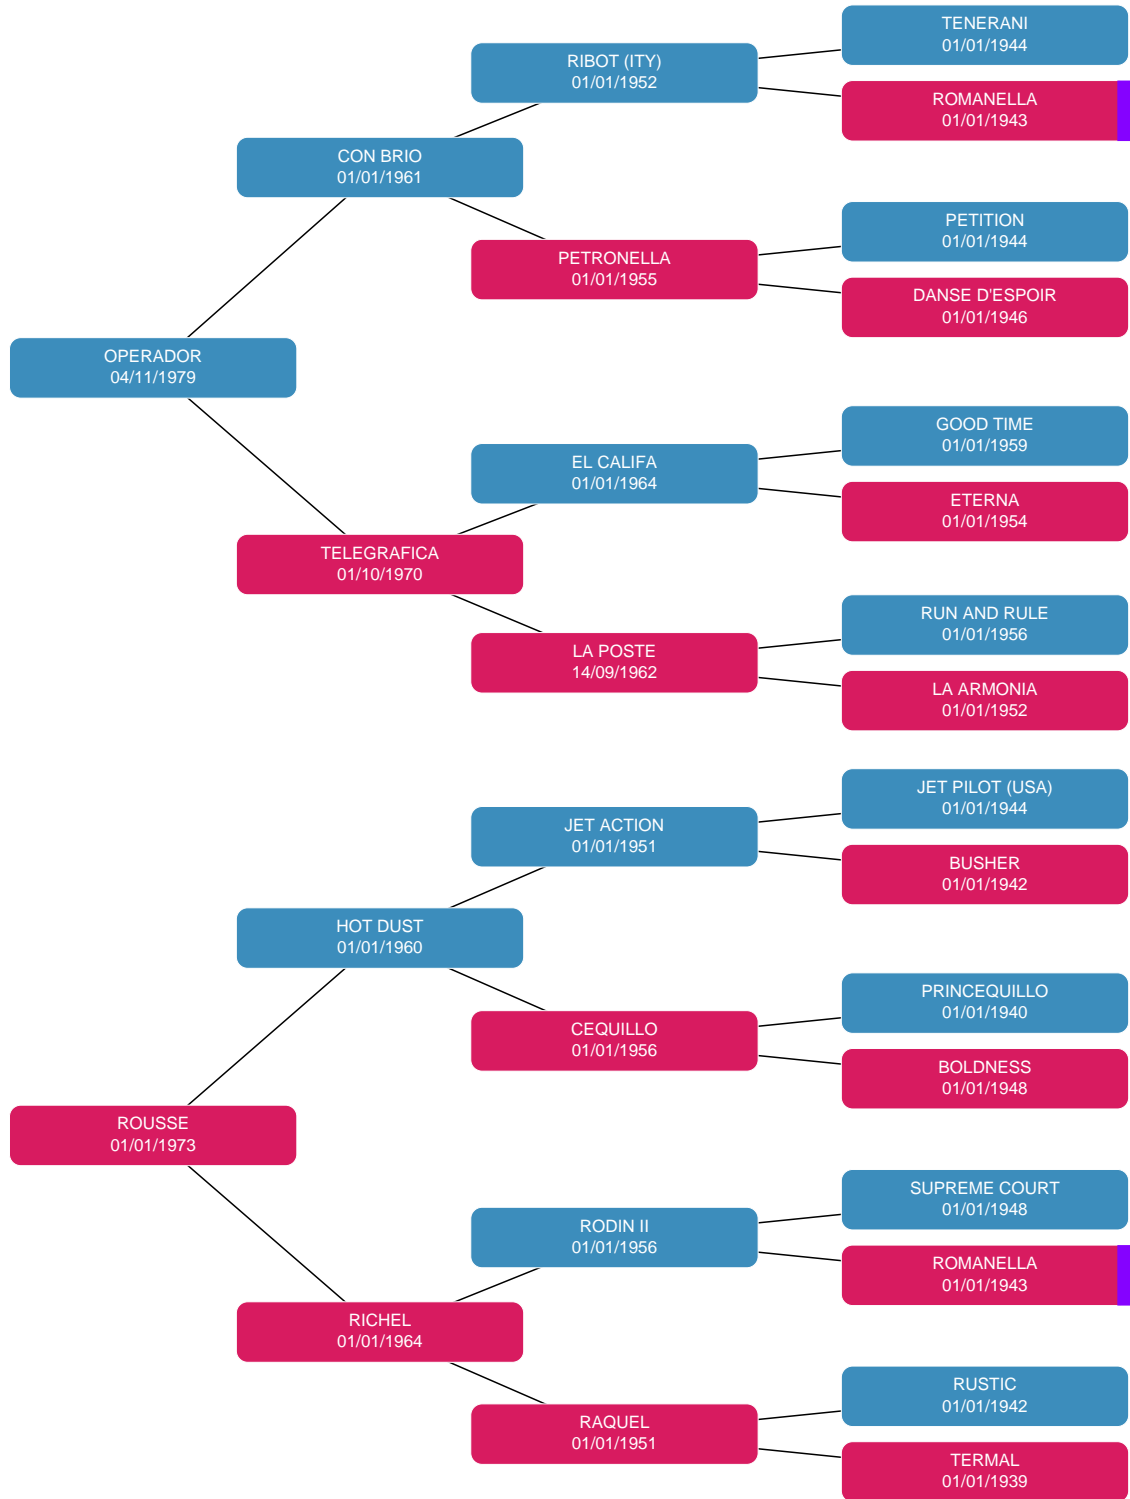 TENERANI
01/01/1944
RIBOT (ITY)
01/01/1952
ROMANELLA
01/01/1943
CON BRIO
01/01/1961
PETITION
01/01/1944
PETRONELLA
01/01/1955
DANSE D'ESPOIR
01/01/1946
OPERADOR
04/11/1979
GOOD TIME
01/01/1959
EL CALIFA
01/01/1964
ETERNA
01/01/1954
TELEGRAFICA
01/10/1970
RUN AND RULE
01/01/1956
LA POSTE
14/09/1962
LA ARMONIA
01/01/1952
JET PILOT (USA)
01/01/1944
JET ACTION
01/01/1951
BUSHER
01/01/1942
HOT DUST
01/01/1960
PRINCEQUILLO
01/01/1940
CEQUILLO
01/01/1956
BOLDNESS
01/01/1948
ROUSSE
01/01/1973
SUPREME COURT
01/01/1948
RODIN II
01/01/1956
ROMANELLA
01/01/1943
RICHEL
01/01/1964
RUSTIC
01/01/1942
RAQUEL
01/01/1951
TERMAL
01/01/1939